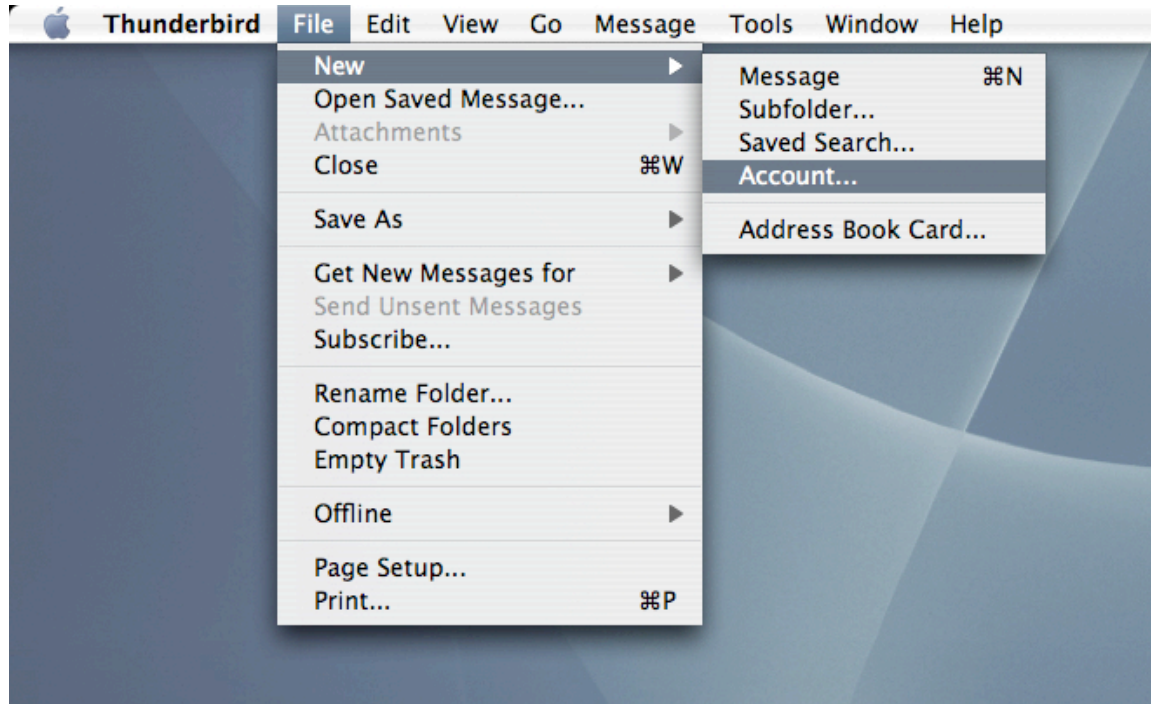 Thunderbird File Edit View Go Message Tools Window Help
New
Open Saved Message...
Attachments
Close ⌘W
Save As
Get New Messages for
Send Unsent Messages
Subscribe...
Rename Folder...
Compact Folders
Empty Trash
Offline
Page Setup...
Print... ⌘P
Message ⌘N
Subfolder...
Saved Search...
Account...
Address Book Card...